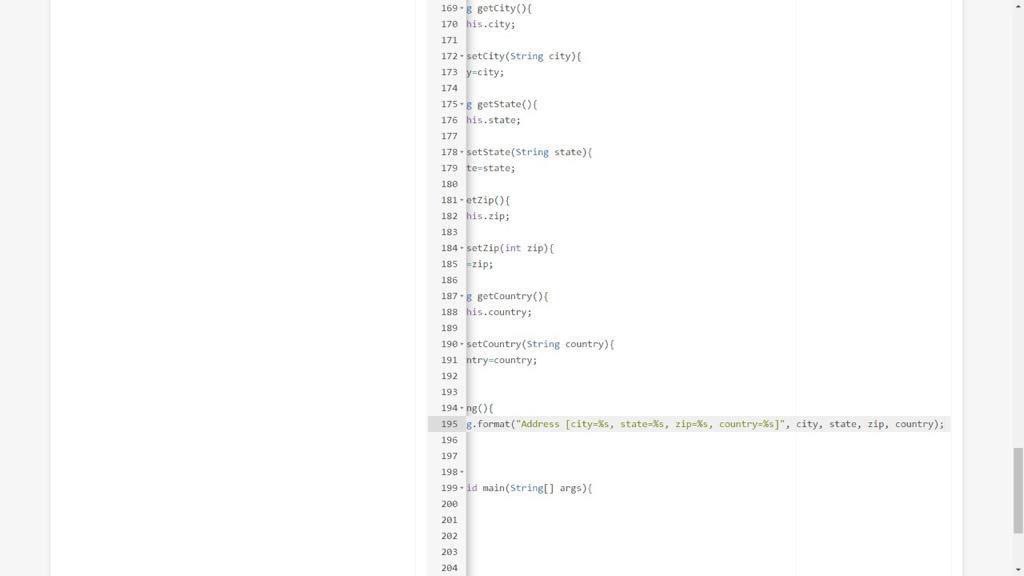 169 g getCity(){
170 his.city;
171
172 setCity(String city){
173 y=city;
174
175 g getState(){
176 his.state;
177
178 setState(String state){
179 te=state;
180
181 etZip(){
182 his.zip;
183
184 setZip(int zip){
185 =zip;
186
187 g getCountry(){
188 his.country;
189
190 setCountry(String country){
191 ntry=country;
192
193
194 ng(){
195 g.format("Address [city=%s, state=%s, zip=%s, country=%s]", city, state, zip, country);
196
197
198
199 id main(String[] args){
200
201
202
203
204